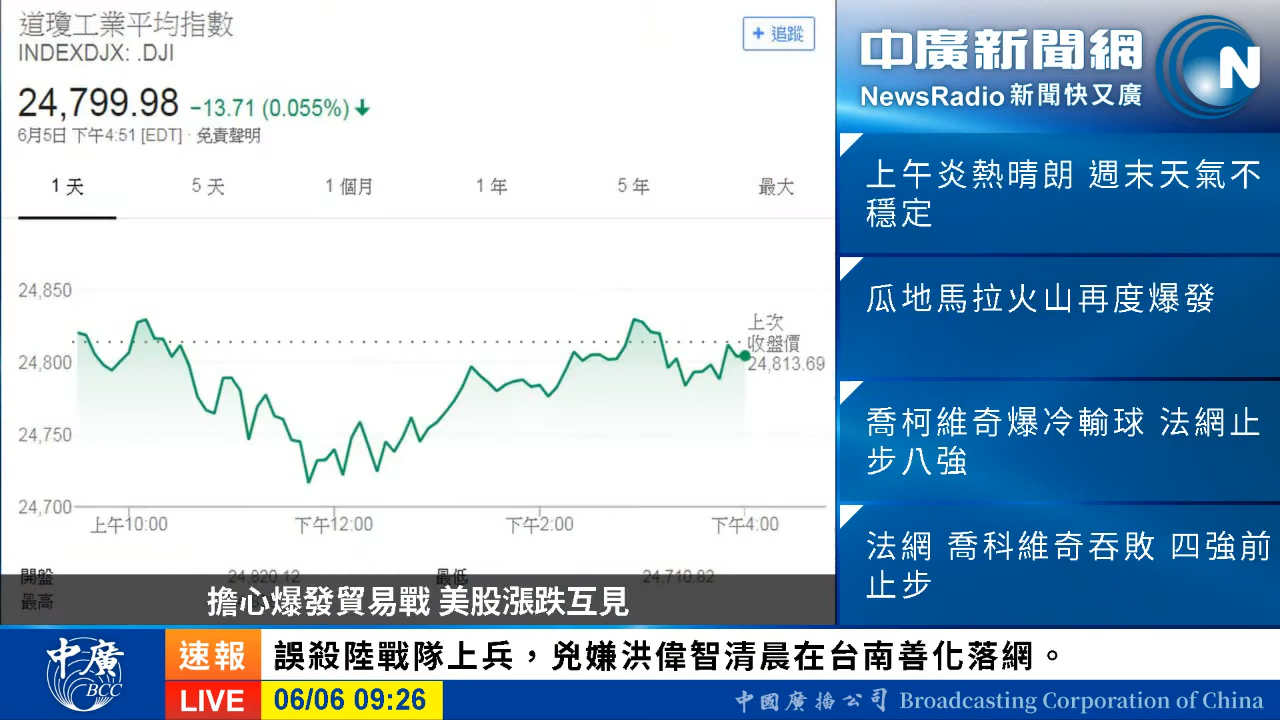 道瓊工業平均指數
INDEXDJX: .DJI
+ 追蹤
24,799.98 −13.71 (0.055%)
6月5日 下午4:51 [EDT] · 免責聲明
1 天 5 天 1 個月 1 年 5 年 最大
24,850
24,800
24,750
24,700
上次
收盤價
24,813.69
上午10:00 下午12:00 下午2:00 下午4:00
開盤 24,820.12 最低 24,710.82
最高
擔心爆發貿易戰 美股漲跌互見
中廣新聞網
NewsRadio 新聞快又廣
N
上午炎熱晴朗 週末天氣不
穩定
瓜地馬拉火山再度爆發
喬柯維奇爆冷輸球 法網止
步八強
法網 喬科維奇吞敗 四強前
止步
中廣
BCC
速報 誤殺陸戰隊上兵，兇嫌洪偉智清晨在台南善化落網。
LIVE 06/06 09:26
中國廣播公司 Broadcasting Corporation of China